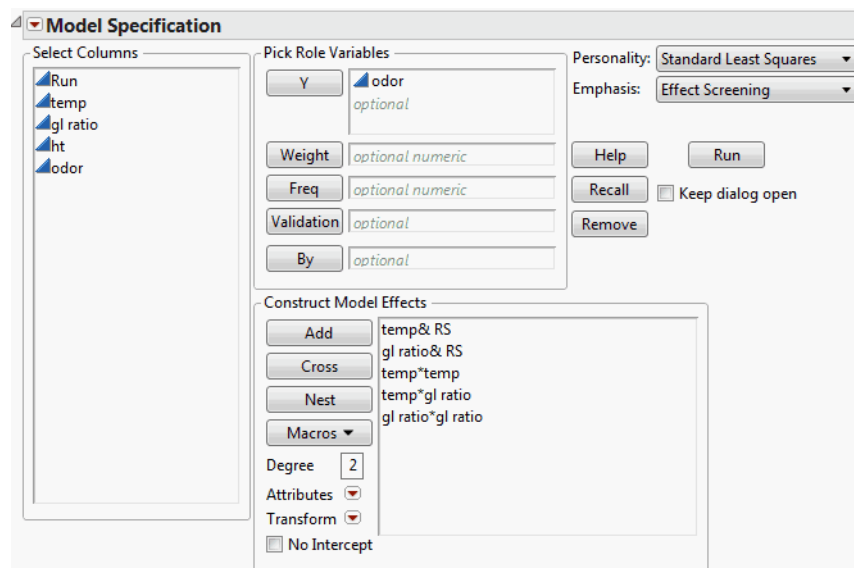 Model Specification
Select Columns
Run
temp
gl ratio
ht
odor
Pick Role Variables
Y
odor
optional
Weight
optional numeric
Freq
optional numeric
Validation
optional
By
optional
Personality:
Standard Least Squares
Emphasis:
Effect Screening
Help
Run
Recall
Keep dialog open
Remove
Construct Model Effects
Add
Cross
Nest
Macros
Degree
2
Attributes
Transform
No Intercept
temp& RS
gl ratio& RS
temp*temp
temp*gl ratio
gl ratio*gl ratio